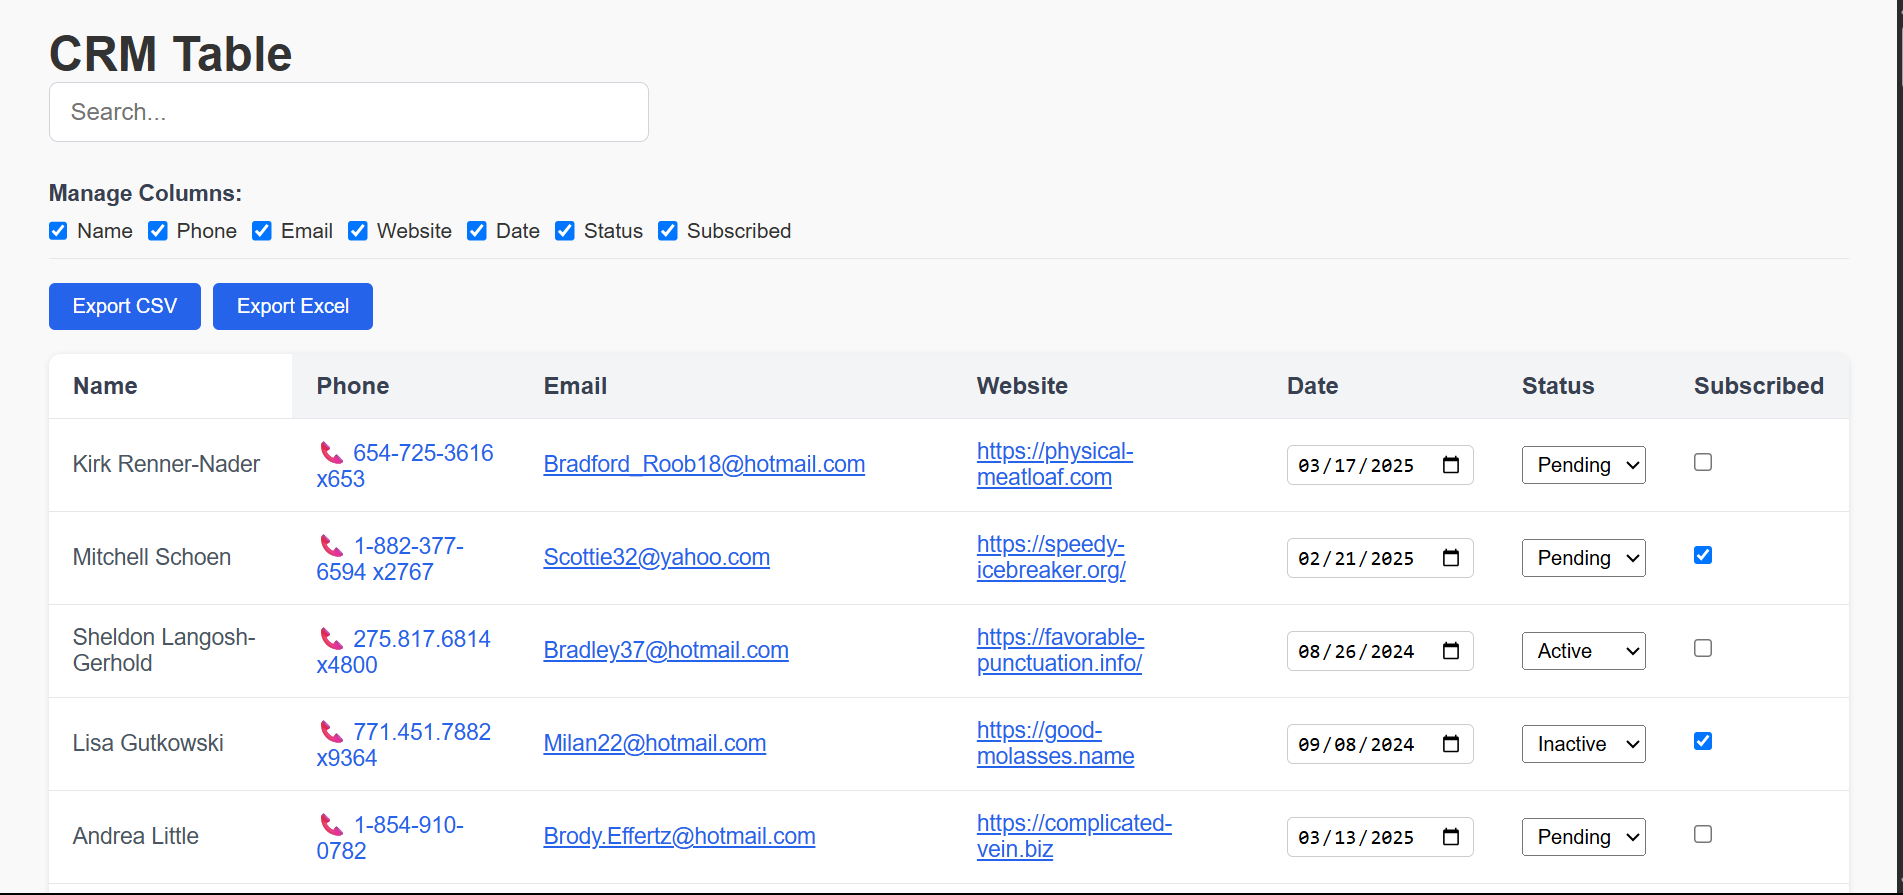 CRM Table
Search...
Manage Columns:
Name Phone Email Website Date Status Subscribed
Export CSV Export Excel
Name Phone Email Website Date Status Subscribed
Kirk Renner-Nader 654-725-3616 x653 Bradford_Roob18@hotmail.com https://physical-meatloaf.com 03/17/2025 Pending
Mitchell Schoen 1-882-377-6594 x2767 Scottie32@yahoo.com https://speedy-icebreaker.org/ 02/21/2025 Pending
Sheldon Langosh-Gerhold 275.817.6814 x4800 Bradley37@hotmail.com https://favorable-punctuation.info/ 08/26/2024 Active
Lisa Gutkowski 771.451.7882 x9364 Milan22@hotmail.com https://good-molasses.name 09/08/2024 Inactive
Andrea Little 1-854-910-0782 Brody.Effertz@hotmail.com https://complicated-vein.biz 03/13/2025 Pending